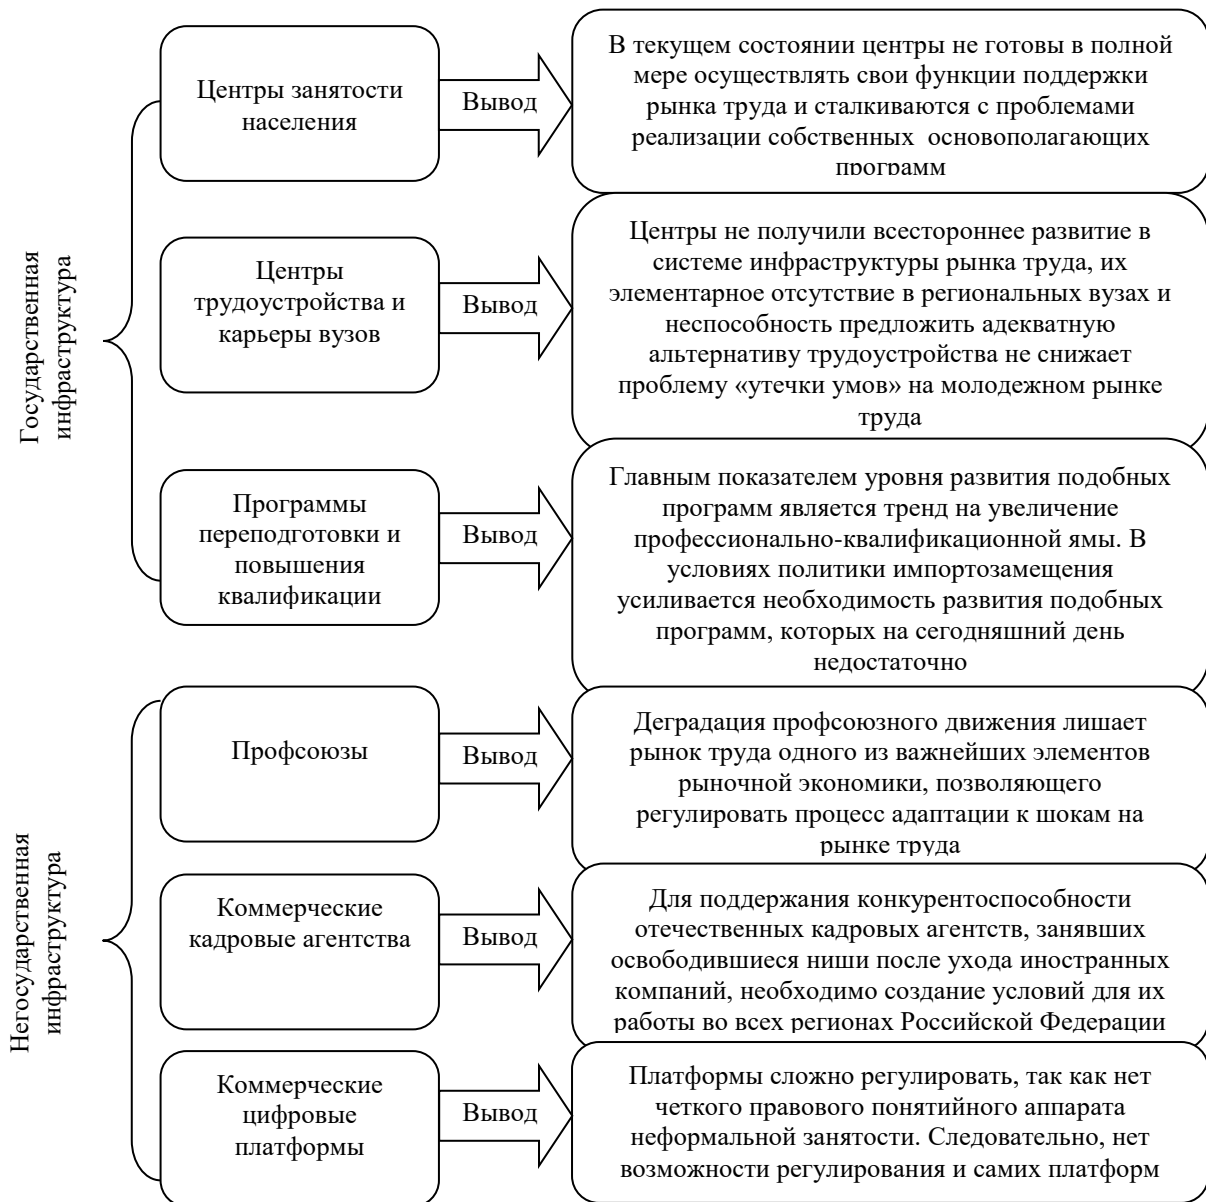 Государственная
инфраструктура
Центры занятости
населения
Вывод
В текущем состоянии центры не готовы в полной
мере осуществлять свои функции поддержки
рынка труда и сталкиваются с проблемами
реализации собственных основополагающих
программ
Центры
трудоустройства и
карьеры вузов
Вывод
Центры не получили всестороннее развитие в
системе инфраструктуры рынка труда, их
элементарное отсутствие в региональных вузах и
неспособность предложить адекватную
альтернативу трудоустройства не снижает
проблему «утечки умов» на молодежном рынке
труда
Программы
переподготовки и
повышения
квалификации
Вывод
Главным показателем уровня развития подобных
программ является тренд на увеличение
профессионально-квалификационной ямы. В
условиях политики импортозамещения
усиливается необходимость развития подобных
программ, которых на сегодняшний день
недостаточно
Негосударственная
инфраструктура
Профсоюзы
Вывод
Деградация профсоюзного движения лишает
рынок труда одного из важнейших элементов
рыночной экономики, позволяющего
регулировать процесс адаптации к шокам на
рынке труда
Коммерческие
кадровые агентства
Вывод
Для поддержания конкурентоспособности
отечественных кадровых агентств, занявших
освободившиеся ниши после ухода иностранных
компаний, необходимо создание условий для их
работы во всех регионах Российской Федерации
Коммерческие
цифровые
платформы
Вывод
Платформы сложно регулировать, так как нет
четкого правового понятийного аппарата
неформальной занятости. Следовательно, нет
возможности регулирования и самих платформ